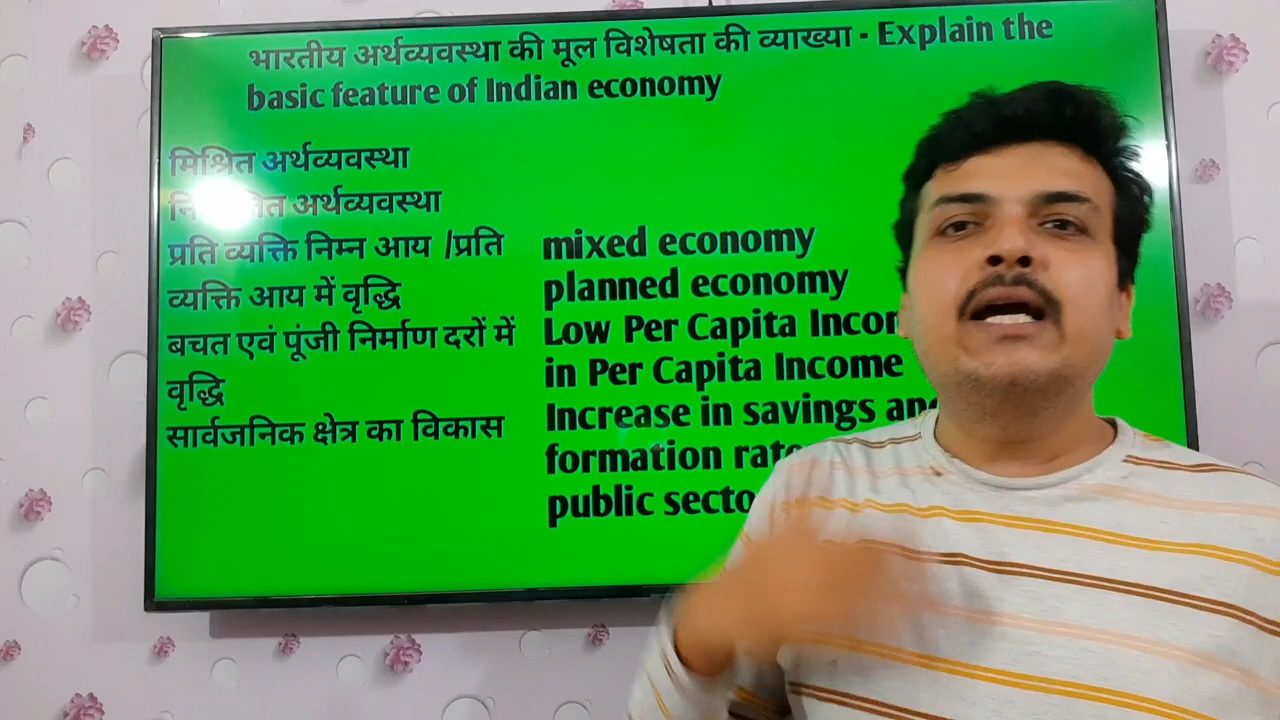 भारतीय अर्थव्यवस्था की मूल विशेषता की व्याख्या - Explain the
basic feature of Indian economy
मिश्रित अर्थव्यवस्था
अर्थव्यवस्था
प्रति व्यक्ति निम्न आय /प्रति
व्यक्ति आय में वृद्धि
बचत एवं पूंजी निर्माण दरों में
वृद्धि
सार्वजनिक क्षेत्र का विकास
mixed economy
planned economy
Low Per Capita
in Per Capita Income
Increase in savings
formation
public